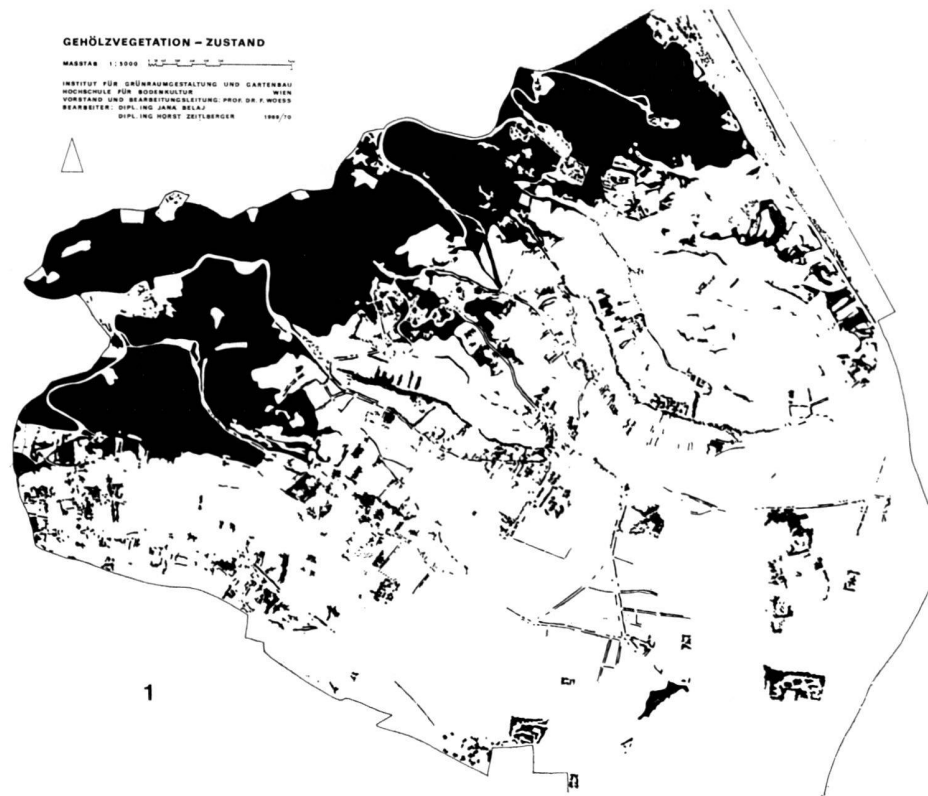 GEHÖLZVEGETATION – ZUSTAND
MASSTAB 1:5000
INSTITUT FÜR GRÜNRAUMGESTALTUNG UND GARTENBAU
HOCHSCHULE FÜR BODENKULTUR WIEN
VORSTAND UND BEARBEITUNGSLEITUNG: PROF. DR. F. WOESS
BEARBEITER: DIPL. ING JANA BELAJ
DIPL. ING HORST ZEITLBERGER 1969/70
1